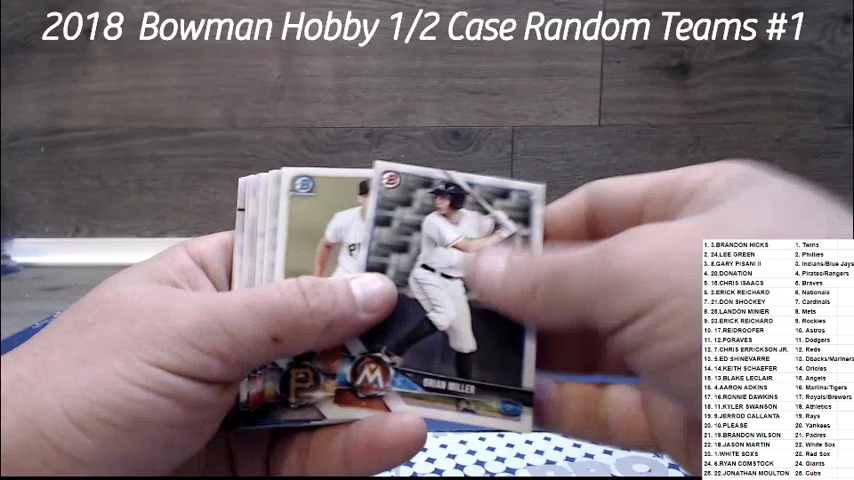 2018 Bowman Hobby 1/2 Case Random Teams #1
B
PI
P
M
BRIAN MILLER
1. 3.BRANDON HICKS 1. Twins
2. 24.LEE GREEN 2. Phillies
3. 8.GARY PISANI II 3. Indians/Blue Jays
4. 20.DONATION 4. Pirates/Rangers
5. 15.CHRIS ISAACS 5. Braves
6. 2.ERICK REICHARD 6. Nationals
7. 21.DON SHOCKEY 7. Cardinals
8. 25.LANDON MINIER 8. Mets
9. 23.ERICK REICHARD 9. Rockies
10. 17.REIDROOFER 10. Astros
11. 12.PGRAVES 11. Dodgers
12. 7.CHRIS ERRICKSON JR. 12. Reds
13. 5.ED SHINEVARRE 13. Dbacks/Mariners
14. 14.KEITH SCHAEFER 14. Orioles
15. 13.BLAKE LECLAIR 15. Angels
16. 4.AARON ADKINS 16. Marlins/Tigers
17. 16.RONNIE DAWKINS 17. Royals/Brewers
18. 11.KYLER SWANSON 18. Athletics
19. 9.JERROD CALLANTA 19. Rays
20. 10.PLEASE 20. Yankees
21. 19.BRANDON WILSON 21. Padres
22. 18.JASON MARTIN 22. White Sox
23. 1.WHITE SOXS 23. Red Sox
24. 6.RYAN COMSTOCK 24. Giants
25. 22.JONATHAN MOULTON 25. Cubs